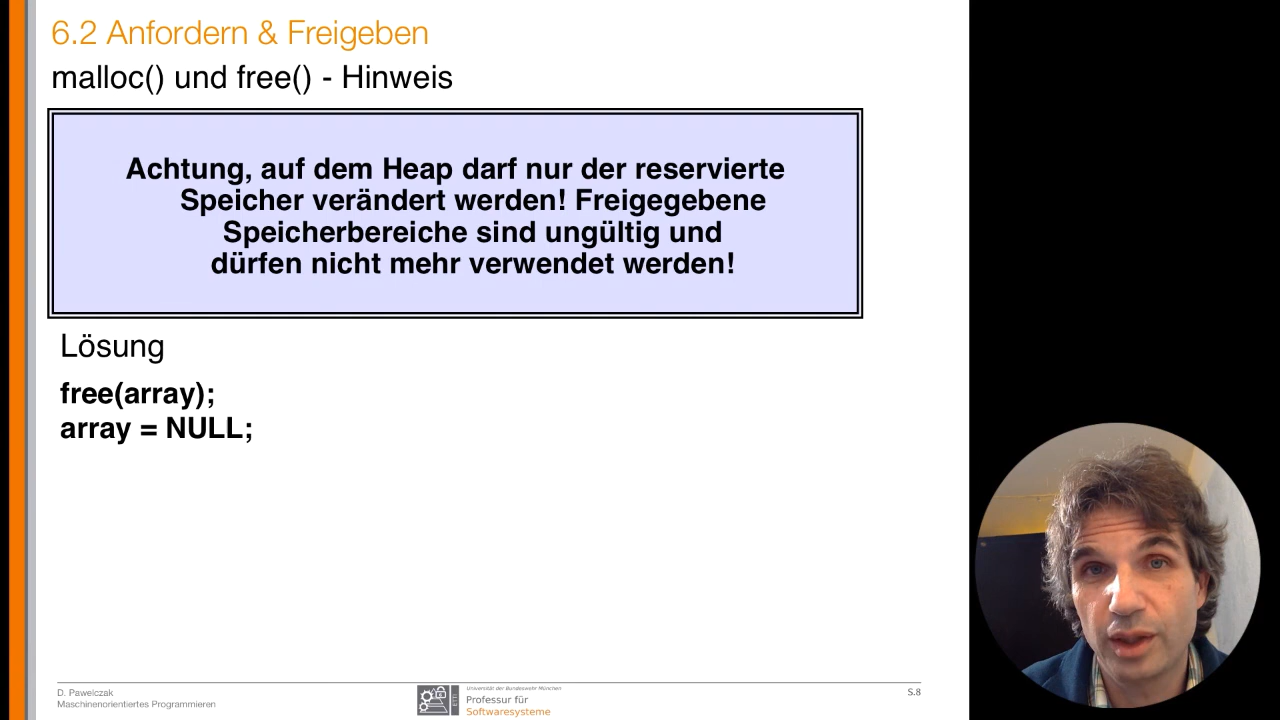 6.2 Anfordern & Freigeben
malloc() und free() - Hinweis
Achtung, auf dem Heap darf nur der reservierte
Speicher verändert werden! Freigegebene
Speicherbereiche sind ungültig und
dürfen nicht mehr verwendet werden!
Lösung
free(array);
array = NULL;
D. Pawelczak
Maschinenorientiertes Programmieren
ETTI
Universität der Bundeswehr München
Professur für
Softwaresysteme
S.8